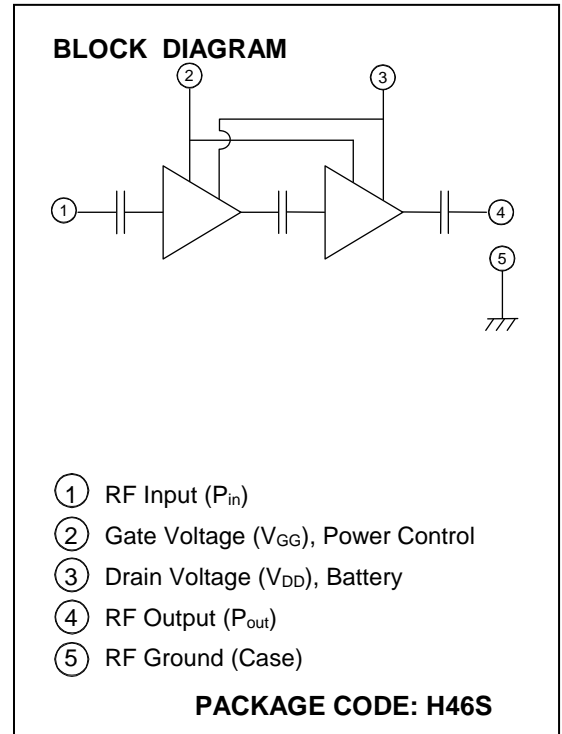 BLOCK DIAGRAM
② ③
① ④
⑤
① RF Input (Pin)
② Gate Voltage (VGG), Power Control
③ Drain Voltage (VDD), Battery
④ RF Output (Pout)
⑤ RF Ground (Case)
PACKAGE CODE: H46S